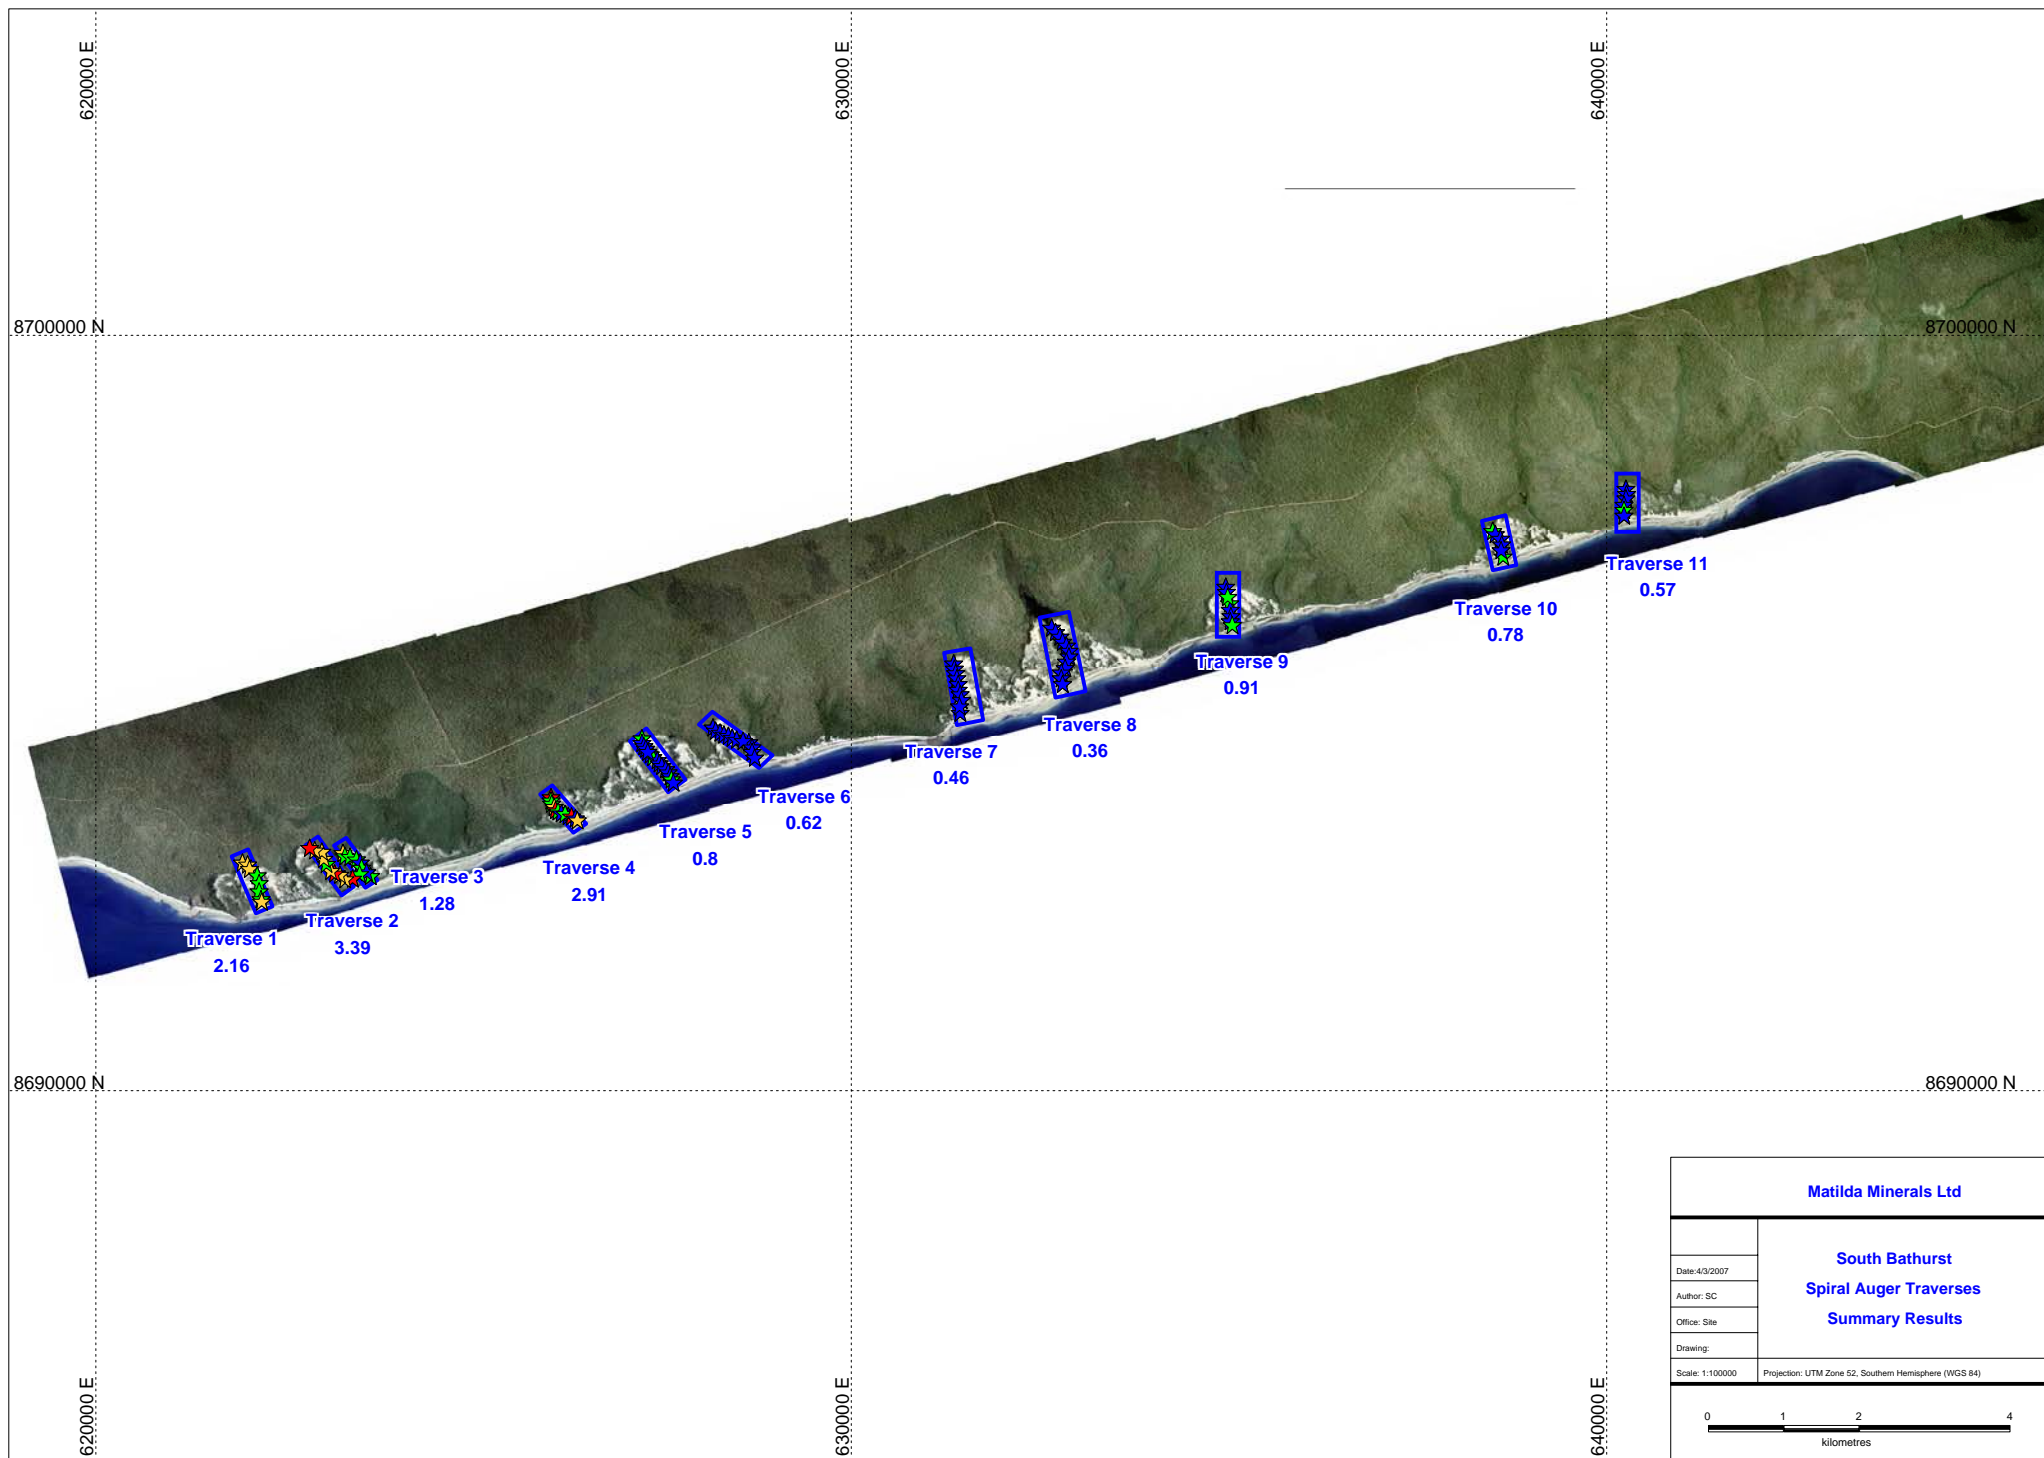 620000 E
630000 E
640000 E
8700000 N
8700000 N
Traverse 11
0.57
Traverse 10
0.78
Traverse 9
0.91
Traverse 8
0.36
Traverse 7
0.46
Traverse 6
0.62
Traverse 5
0.8
Traverse 4
2.91
Traverse 3
1.28
Traverse 2
3.39
Traverse 1
2.16
8690000 N
8690000 N
620000 E
630000 E
640000 E
Matilda Minerals Ltd
South Bathurst
Spiral Auger Traverses
Summary Results
Date:4/3/2007
Author: SC
Office: Site
Drawing:
Scale: 1:100000
Projection: UTM Zone 52, Southern Hemisphere (WGS 84)
0 1 2 4
kilometres